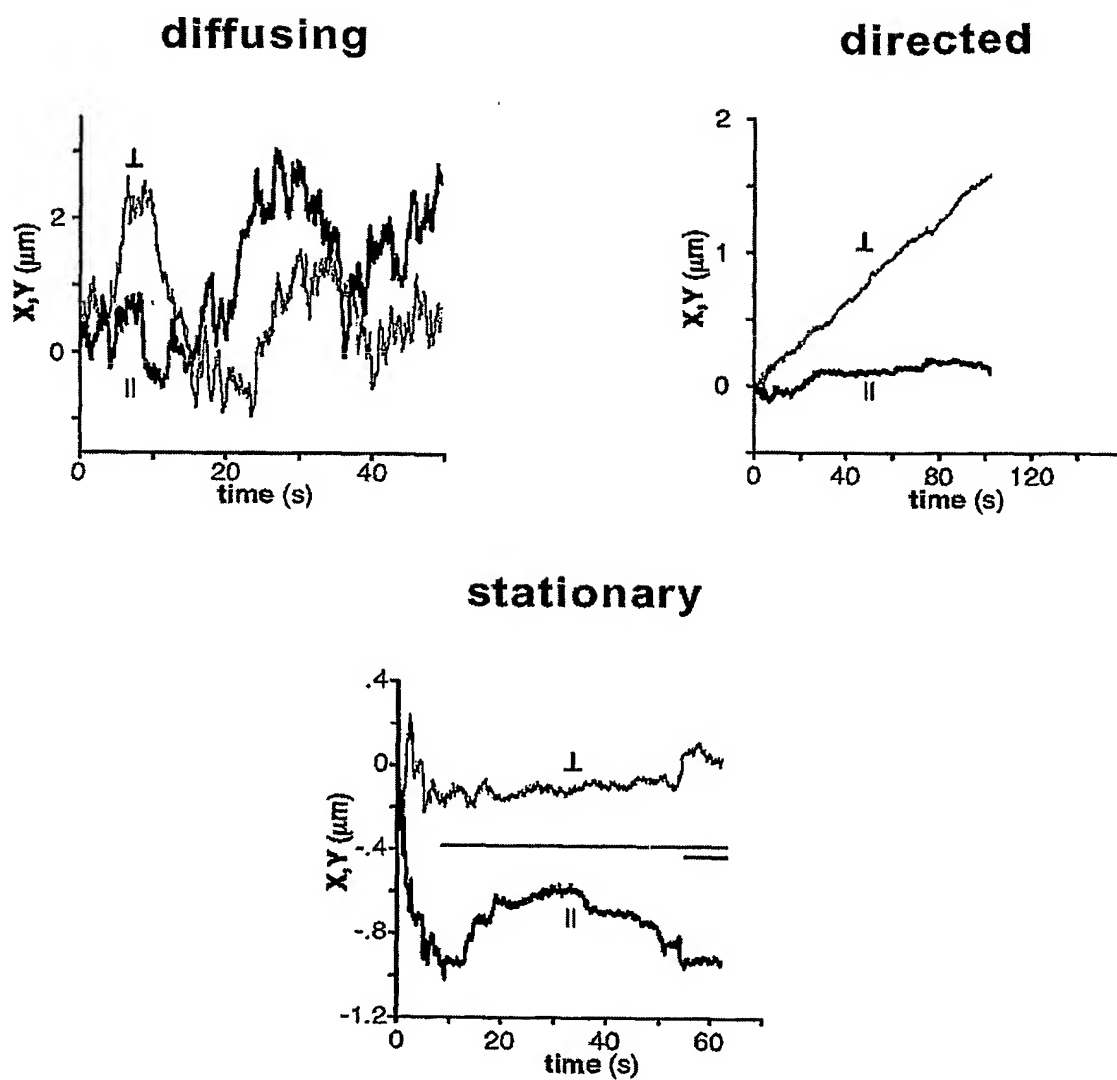 diffusing
⊥
2
0
||
X,Y (μm)
0 20 40
time (s)
directed
2
1
0
⊥
||
X,Y (μm)
0 40 80 120
time (s)
stationary
.4
0
-.4
-.8
-1.2
⊥
||
X,Y (μm)
0 20 40 60
time (s)